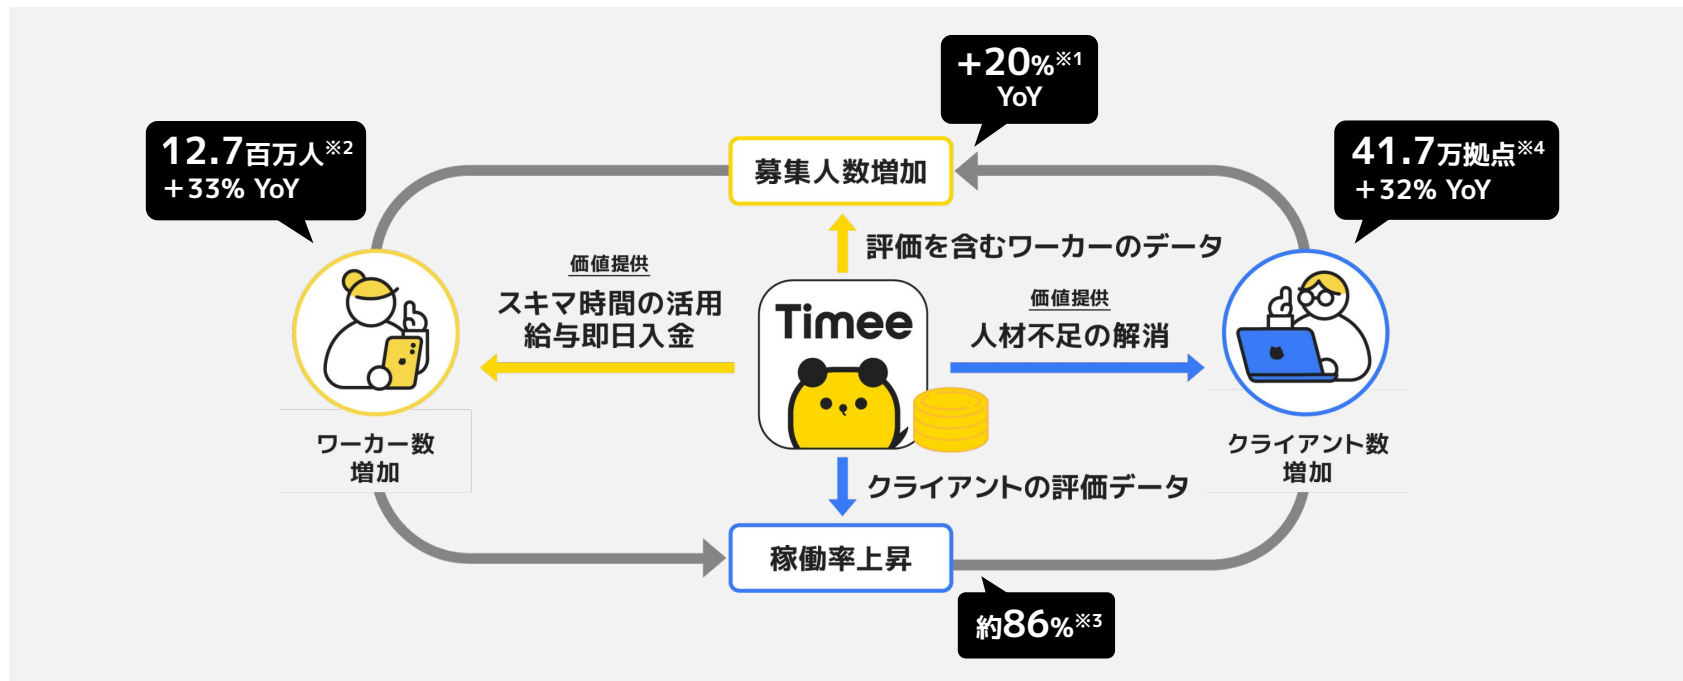 +20%※1
YoY
12.7百万人※2
+33% YoY
41.7万拠点※4
+32% YoY
募集人数増加
評価を含むワーカーのデータ
価値提供
スキマ時間の活用
給与即日入金
Timee
価値提供
人材不足の解消
ワーカー数
増加
クライアント数
増加
クライアントの評価データ
稼働率上昇
約86%※3